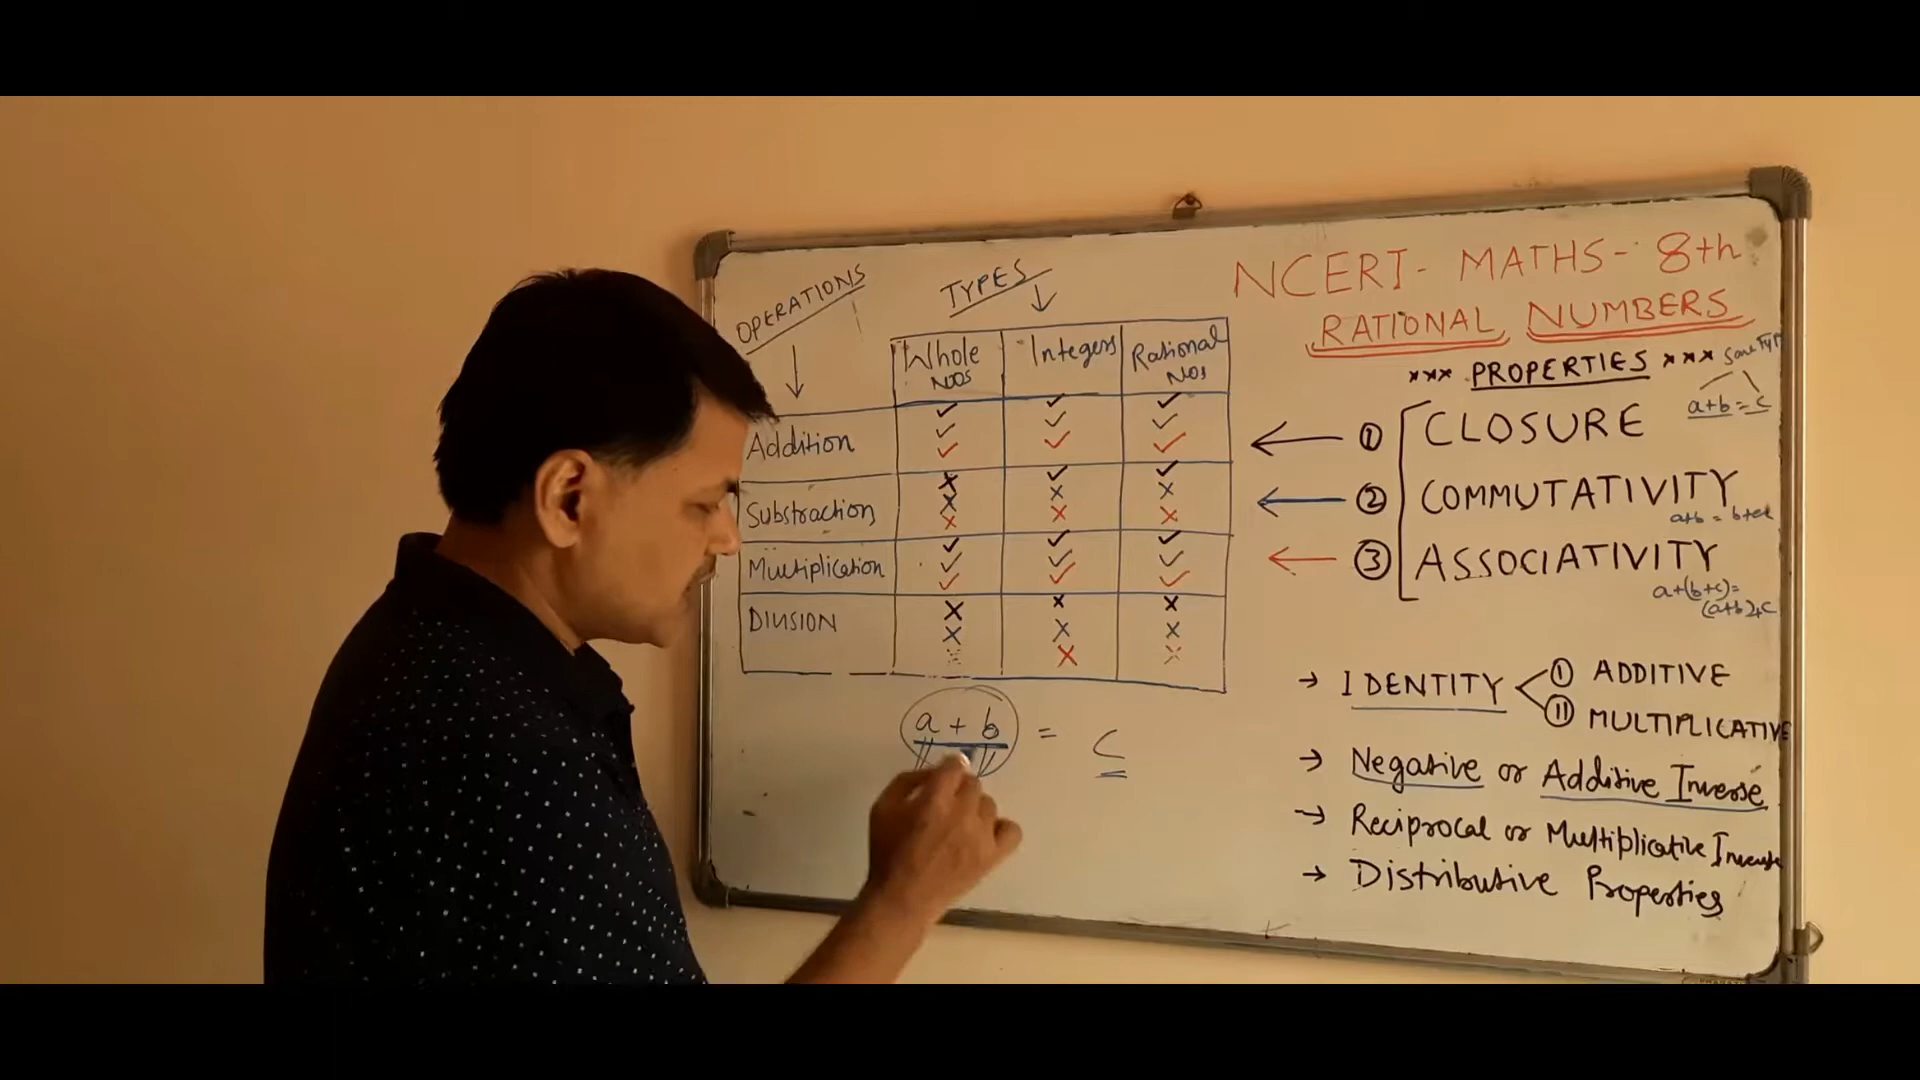 NCERT- MATHS- 8th
RATIONAL NUMBERS
××× PROPERTIES ×××
a+b = c
① CLOSURE
② COMMUTATIVITY
a+b = b+a
③ ASSOCIATIVITY
a+(b+c)=
(a+b)+c
→ IDENTITY
① ADDITIVE
⑪ MULTIPLICATIVE
→ Negative or Additive Inverse
→ Reciprocal or Multiplicative Inverse
→ Distributive Properties
OPERATIONS
TYPES
Whole Nos Integers Rational Nos
✓ ✓ ✓
Addition ✓ ✓ ✓
✓ ✓ ✓
× ✓ ✓
Substraction × × ×
× × ×
✓ ✓ ✓
Multiplication ✓ ✓ ✓
✓ ✓ ✓
× × ×
DIVISION × × ×
×
a + b = c